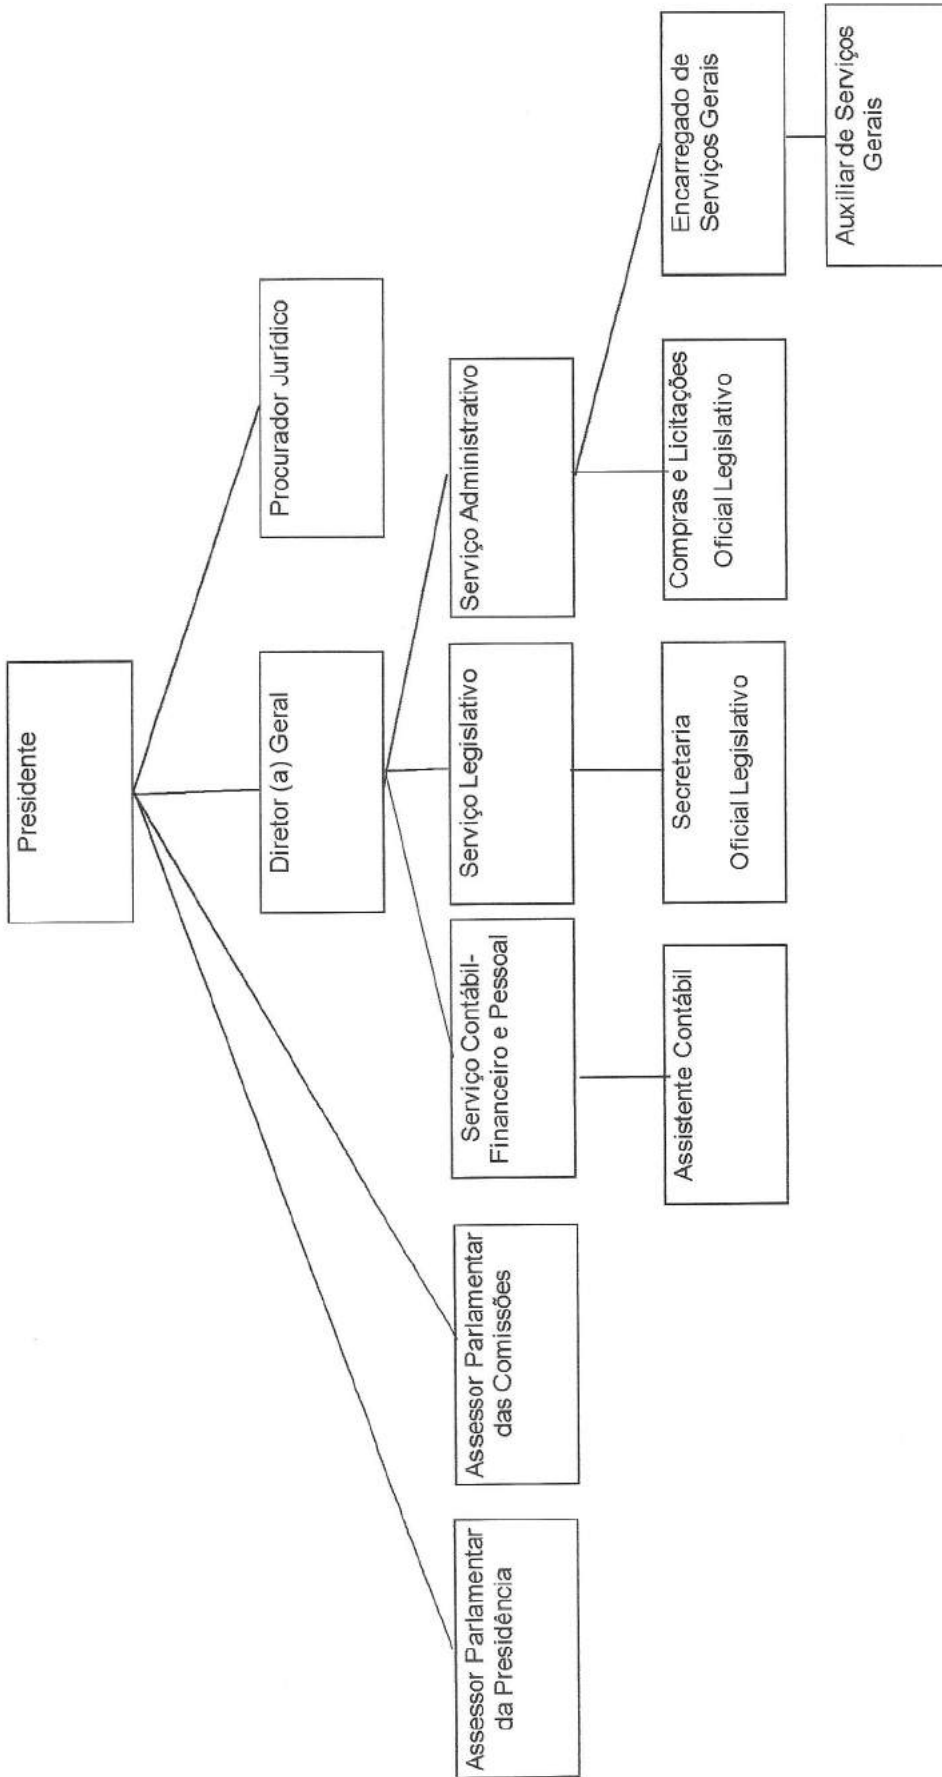 Presidente
Diretor (a) Geral
Procurador Jurídico
Assessor Parlamentar
da Presidência
Assessor Parlamentar
das Comissões
Serviço Contábil-
Financeiro e Pessoal
Serviço Legislativo
Serviço Administrativo
Assistente Contábil
Secretaria
Oficial Legislativo
Compras e Licitações
Oficial Legislativo
Encarregado de
Serviços Gerais
Auxiliar de Serviços
Gerais